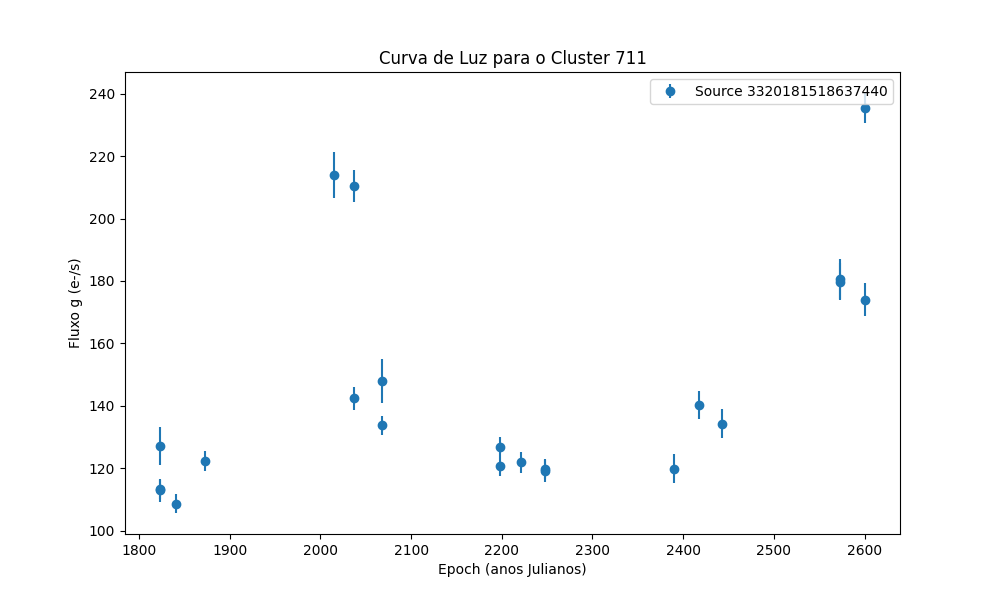 Curva de Luz para o Cluster 711
Source 3320181518637440
Fluxo g (e-/s)
240
220
200
180
160
140
120
100
1800 1900 2000 2100 2200 2300 2400 2500 2600
Epoch (anos Julianos)